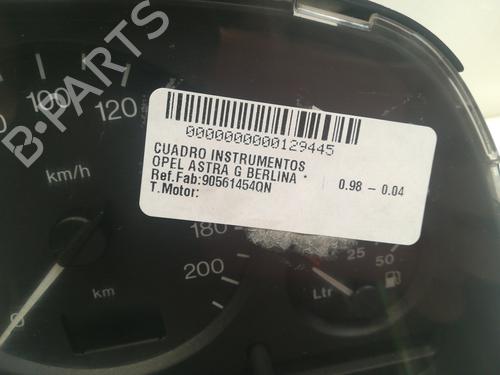 100
120
km/h
0000000000129445
CUADRO INSTRUMENTOS
OPEL ASTRA G BERLINA * 0.98 - 0.04
Ref.Fab:90561454QN
T.Motor:
180
200
km
25
50
Ltr